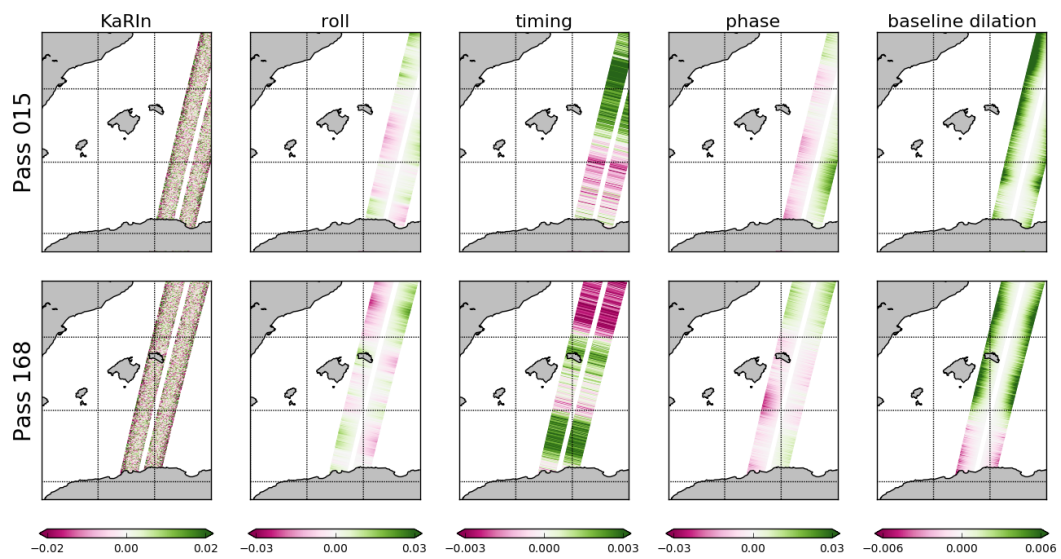 KaRIn roll timing phase baseline dilation
Pass 015
Pass 168
−0.02 0.00 0.02 −0.03 0.00 0.03 −0.003 0.000 0.003 −0.03 0.00 0.03 −0.006 0.000 0.006